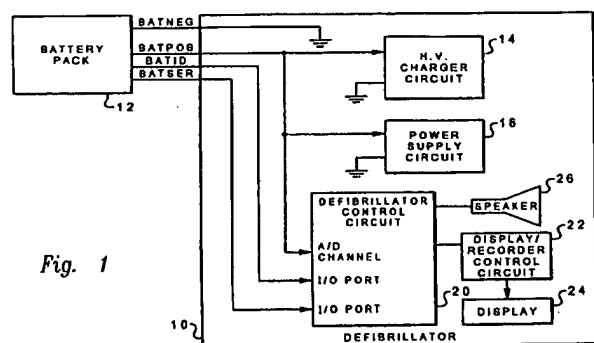 BATNEG
BATPOB
BATID
BATSER
BATTERY
PACK
12
H.V.
CHARGER
CIRCUIT
14
POWER
SUPPLY
CIRCUIT
16
DEFIBRILLATOR
CONTROL
CIRCUIT
A/D
CHANNEL
I/O PORT
I/O PORT
20
SPEAKER
26
DISPLAY/
RECORDER
CONTROL
CIRCUIT
22
DISPLAY
24
Fig. 1
10
DEFIBRILLATOR